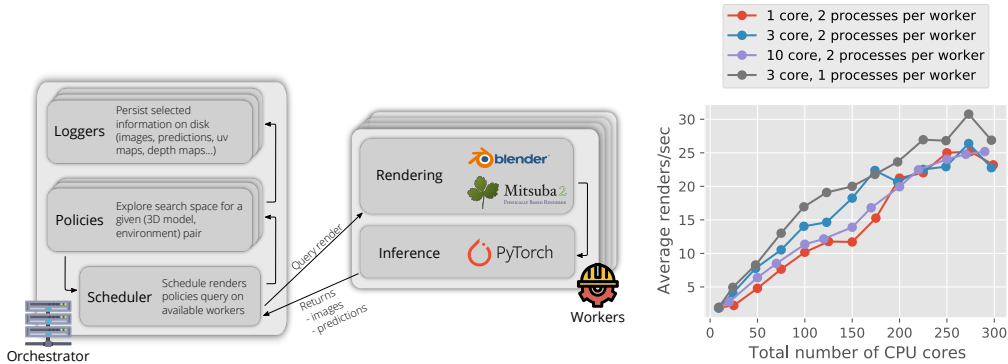 Loggers
Persist selected
information on disk
(images, predictions, uv
maps, depth maps...)
Policies
Explore search space for a
given (3D model,
environment) pair
Scheduler
Schedule renders
policies query on
available workers
Orchestrator
Query render
Returns
- images
- predictions
Rendering
blender
Mitsuba 2
Physically Based Renderer
Inference
PyTorch
Workers
1 core, 2 processes per worker
3 core, 2 processes per worker
10 core, 2 processes per worker
3 core, 1 processes per worker
Average renders/sec
30
25
20
15
10
5
0 50 100 150 200 250 300
Total number of CPU cores